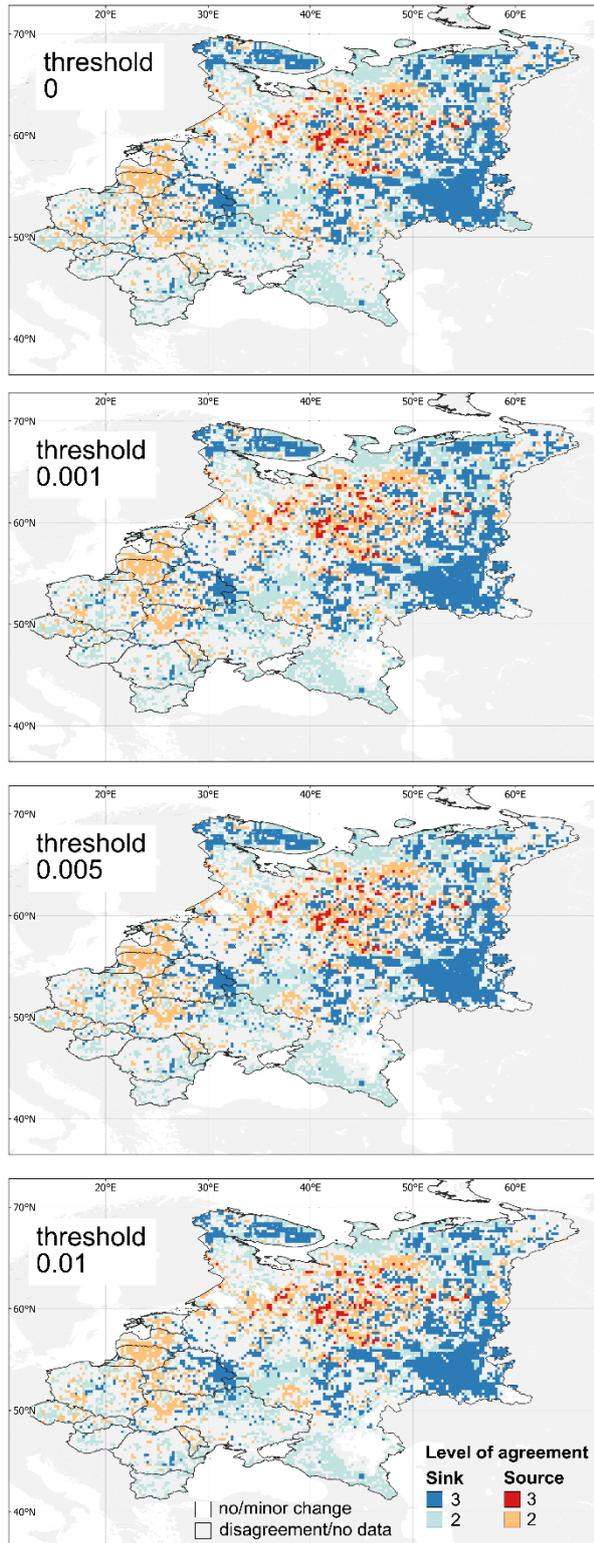 20°E 30°E 40°E 50°E 60°E
70°N
threshold
0
60°N
50°N
40°N
20°E 30°E 40°E 50°E 60°E
70°N
threshold
0.001
60°N
50°N
40°N
20°E 30°E 40°E 50°E 60°E
70°N
threshold
0.005
60°N
50°N
40°N
20°E 30°E 40°E 50°E 60°E
70°N
threshold
0.01
60°N
50°N
40°N
Level of agreement
Sink Source
3 3
2 2
no/minor change
disagreement/no data